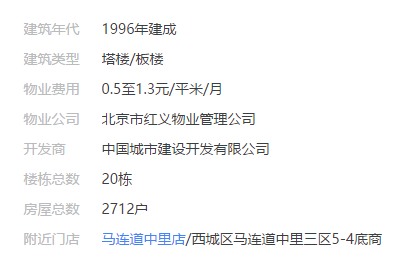 建筑年代 1996年建成
建筑类型 塔楼/板楼
物业费用 0.5至1.3元/平米/月
物业公司 北京市红义物业管理公司
开发商 中国城市建设开发有限公司
楼栋总数 20栋
房屋总数 2712户
附近门店 马连道中里店/西城区马连道中里三区5-4底商